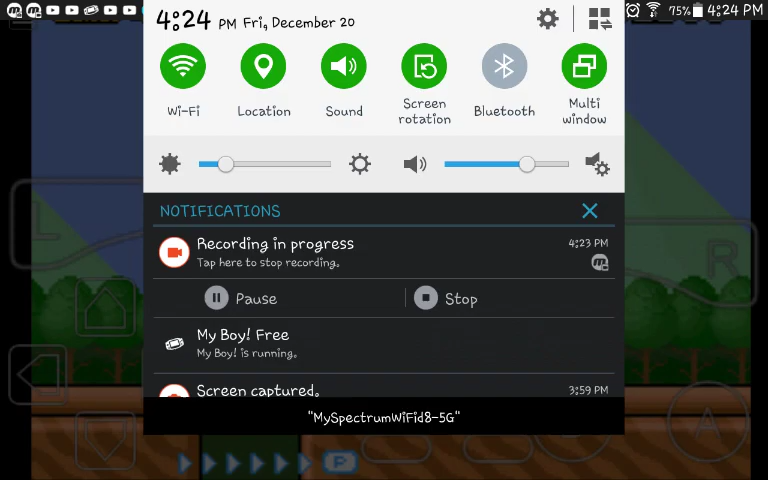 4:24 PM Fri, December 20
75% 4:24 PM
Wi-Fi
Location
Sound
Screen rotation
Bluetooth
Multi window
NOTIFICATIONS
Recording in progress
4:23 PM
Tap here to stop recording.
Pause
Stop
My Boy! Free
My Boy! is running.
Screen captured.
3:59 PM
"MySpectrumWiFid8-5G"
L
R
A
P